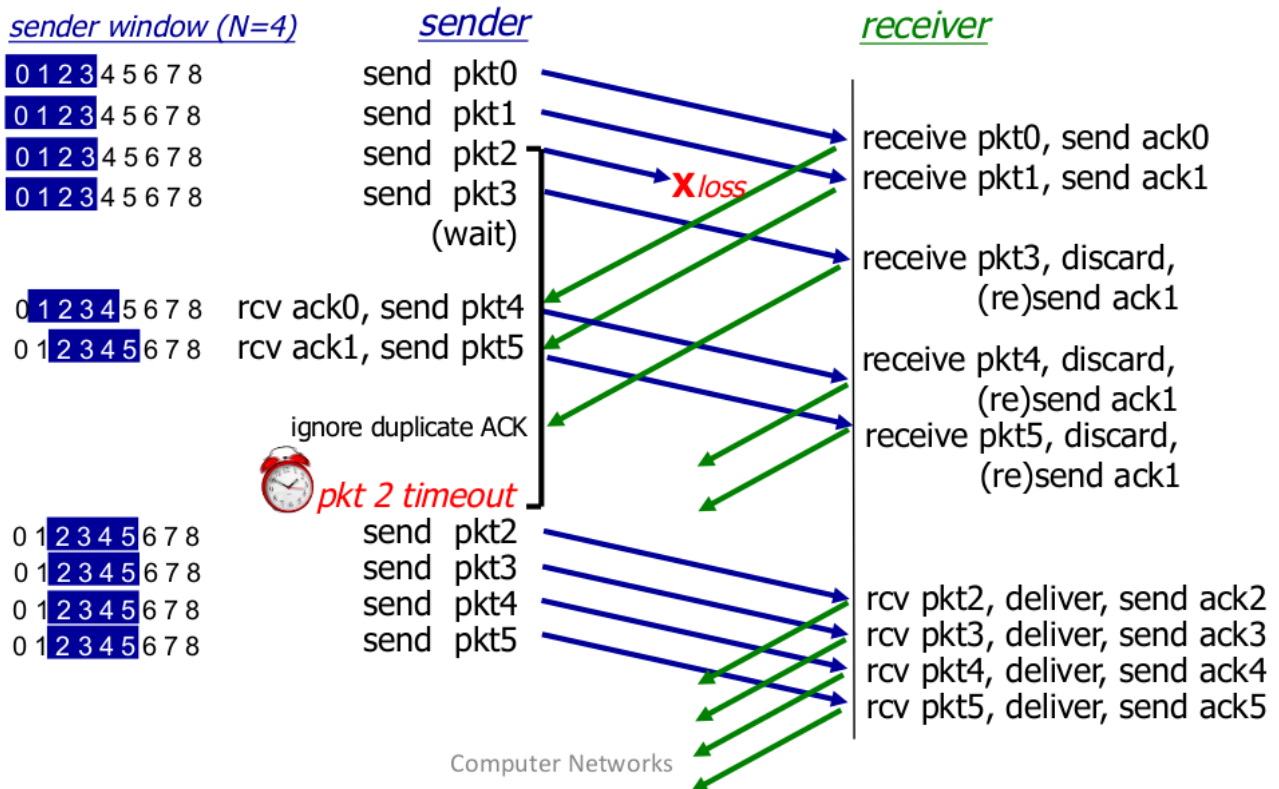 sender window (N=4) sender receiver
0 1 2 3 4 5 6 7 8 send pkt0
0 1 2 3 4 5 6 7 8 send pkt1
0 1 2 3 4 5 6 7 8 send pkt2
0 1 2 3 4 5 6 7 8 send pkt3
(wait)
X loss
receive pkt0, send ack0
receive pkt1, send ack1
receive pkt3, discard,
(re)send ack1
0 1 2 3 4 5 6 7 8 rcv ack0, send pkt4
0 1 2 3 4 5 6 7 8 rcv ack1, send pkt5
receive pkt4, discard,
(re)send ack1
receive pkt5, discard,
(re)send ack1
ignore duplicate ACK
pkt 2 timeout
0 1 2 3 4 5 6 7 8 send pkt2
0 1 2 3 4 5 6 7 8 send pkt3
0 1 2 3 4 5 6 7 8 send pkt4
0 1 2 3 4 5 6 7 8 send pkt5
rcv pkt2, deliver, send ack2
rcv pkt3, deliver, send ack3
rcv pkt4, deliver, send ack4
rcv pkt5, deliver, send ack5
Computer Networks